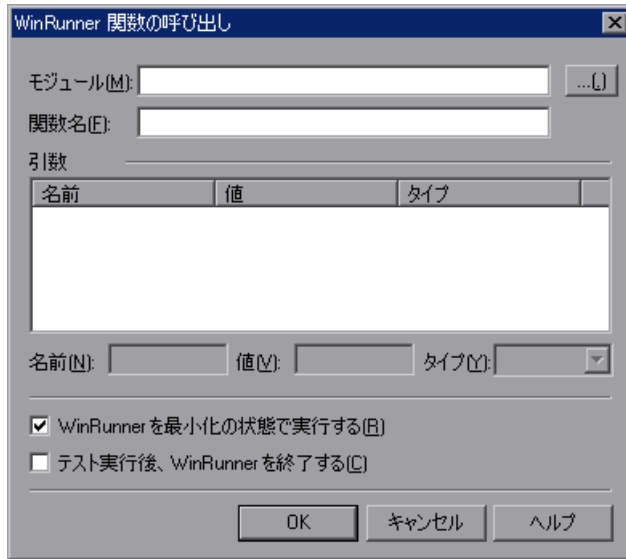 WinRunner 関数の呼び出し
モジュール(M): ...(.)
関数名(F):
引数
名前 値 タイプ
名前(N): 値(V): タイプ(Y):
WinRunnerを最小化の状態で実行する(R)
テスト実行後、WinRunnerを終了する(C)
OK キャンセル ヘルプ